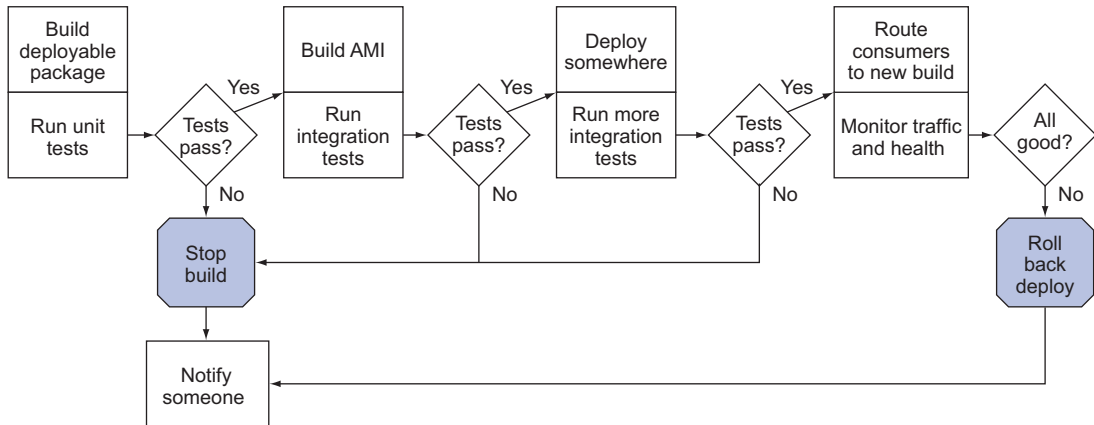 Build
deployable
package
Run unit
tests
Tests
pass?
Yes
No
Build AMI
Run
integration
tests
Tests
pass?
Yes
No
Deploy
somewhere
Run more
integration
tests
Tests
pass?
Yes
No
Route
consumers
to new build
Monitor traffic
and health
All
good?
No
Stop
build
Roll
back
deploy
Notify
someone